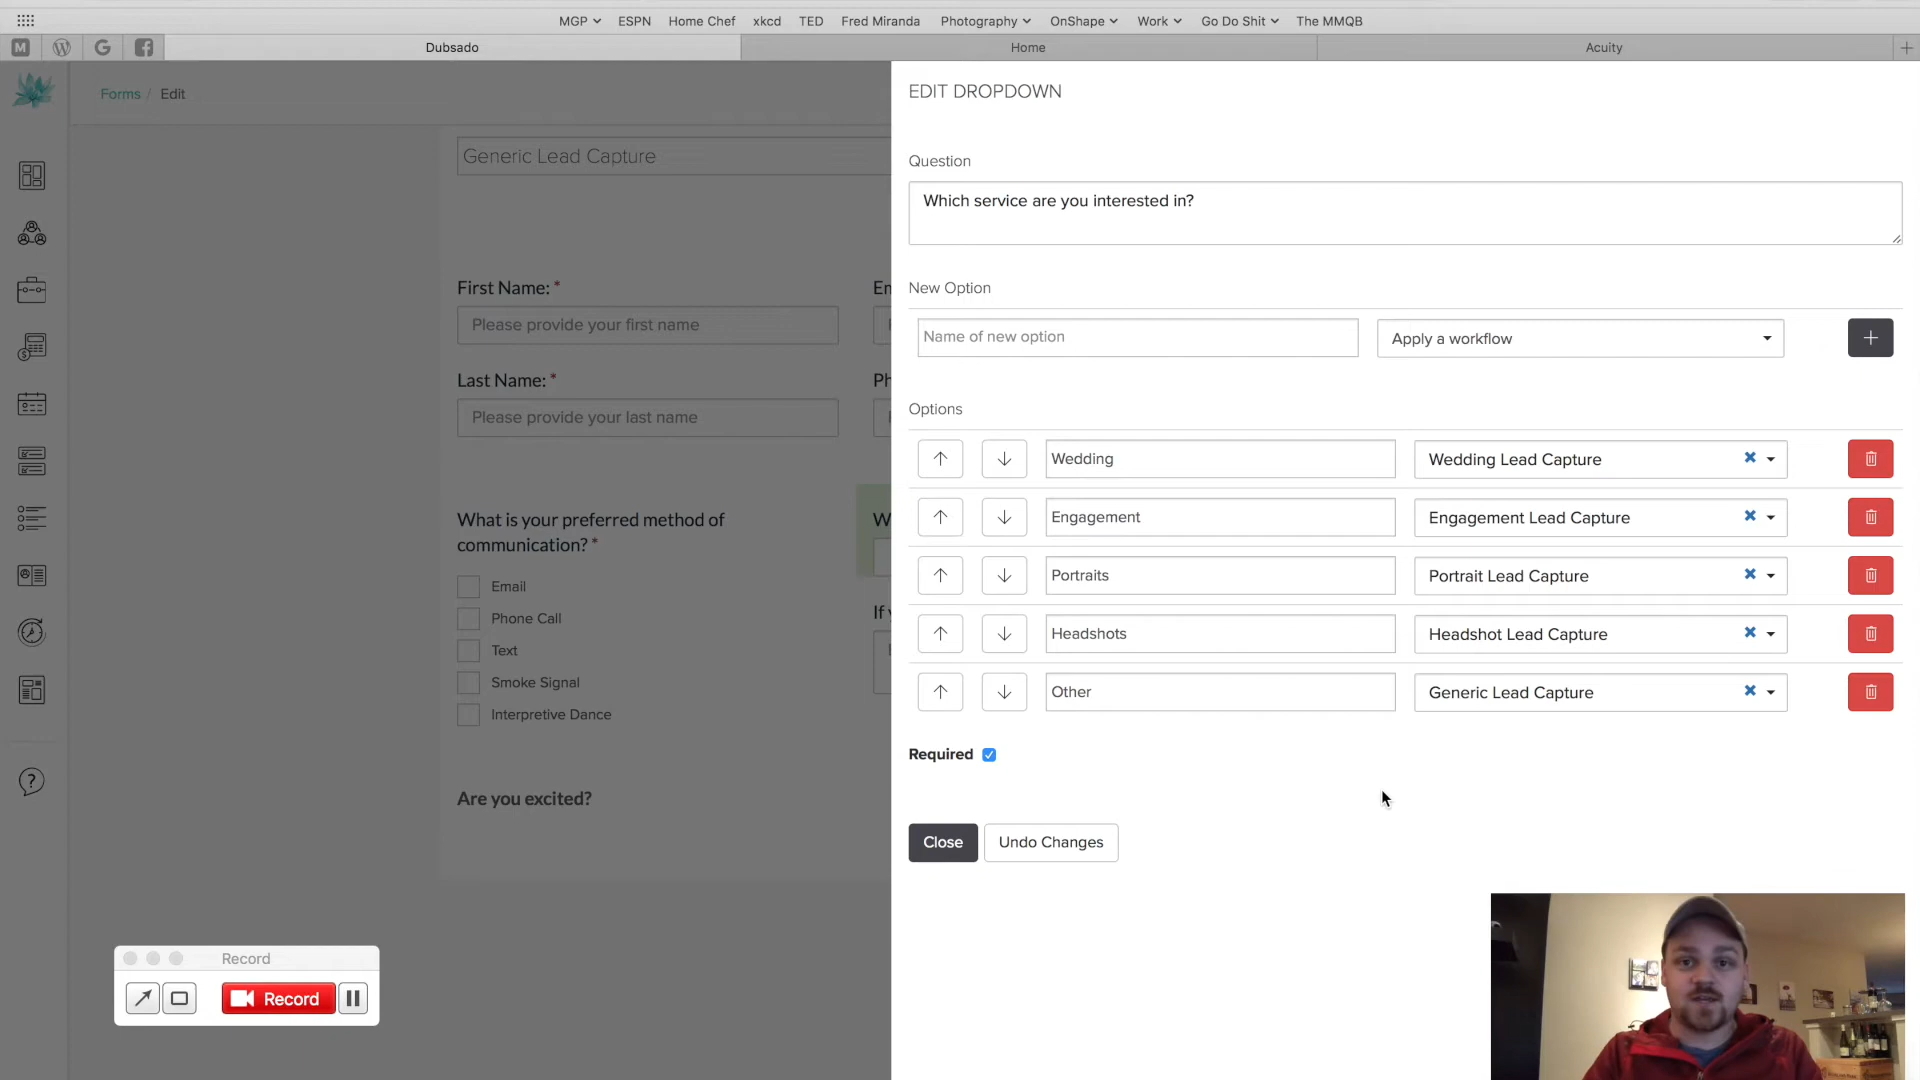 MGP ESPN Home Chef xkcd TED Fred Miranda Photography OnShape Work Go Do Shit The MMQB
M G Dubsado Home Acuity
Forms / Edit
Generic Lead Capture
First Name: *
Please provide your first name
Em
Last Name: *
Please provide your last name
Ph
What is your preferred method of
communication? *
Email
Phone Call
Text
Smoke Signal
Interpretive Dance
W
If y
Are you excited?
EDIT DROPDOWN
Question
Which service are you interested in?
New Option
Name of new option Apply a workflow
Options
Wedding Wedding Lead Capture
Engagement Engagement Lead Capture
Portraits Portrait Lead Capture
Headshots Headshot Lead Capture
Other Generic Lead Capture
Required
Close Undo Changes
Record
Record